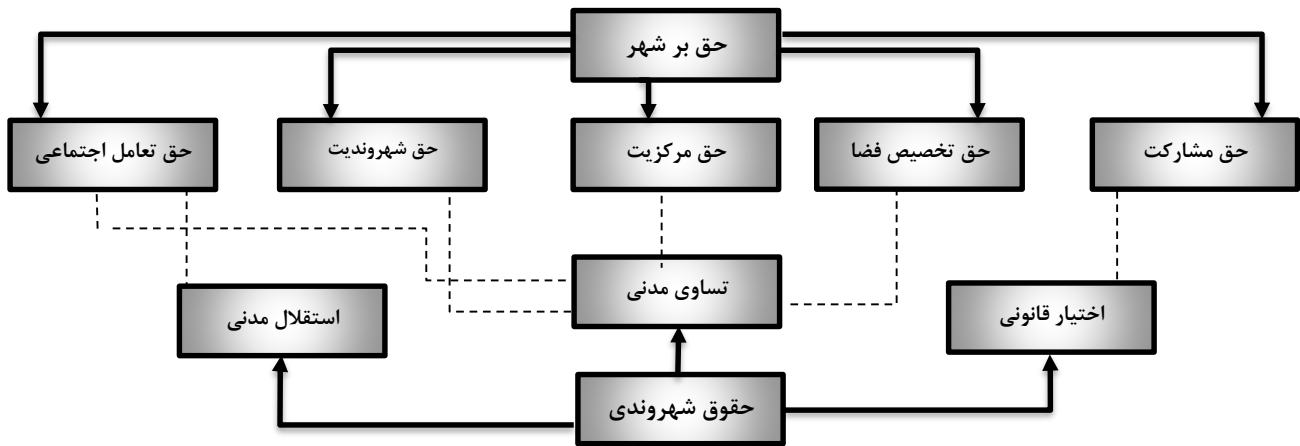 حق بر شهر
حق مشارکت
حق تخصیص فضا
حق مرکزیت
حق شهروندیت
حق تعامل اجتماعی
اختیار قانونی
تساوی مدنی
استقلال مدنی
حقوق شهروندی